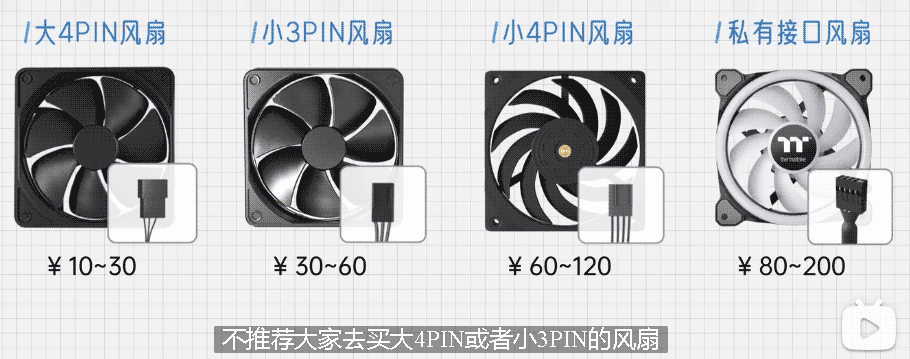 /大4PIN风扇
/小3PIN风扇
/小4PIN风扇
/私有接口风扇
thermaltake
¥ 10~30
¥ 30~60
¥ 60~120
¥ 80~200
不推荐大家去买大4PIN或者小3PIN的风扇